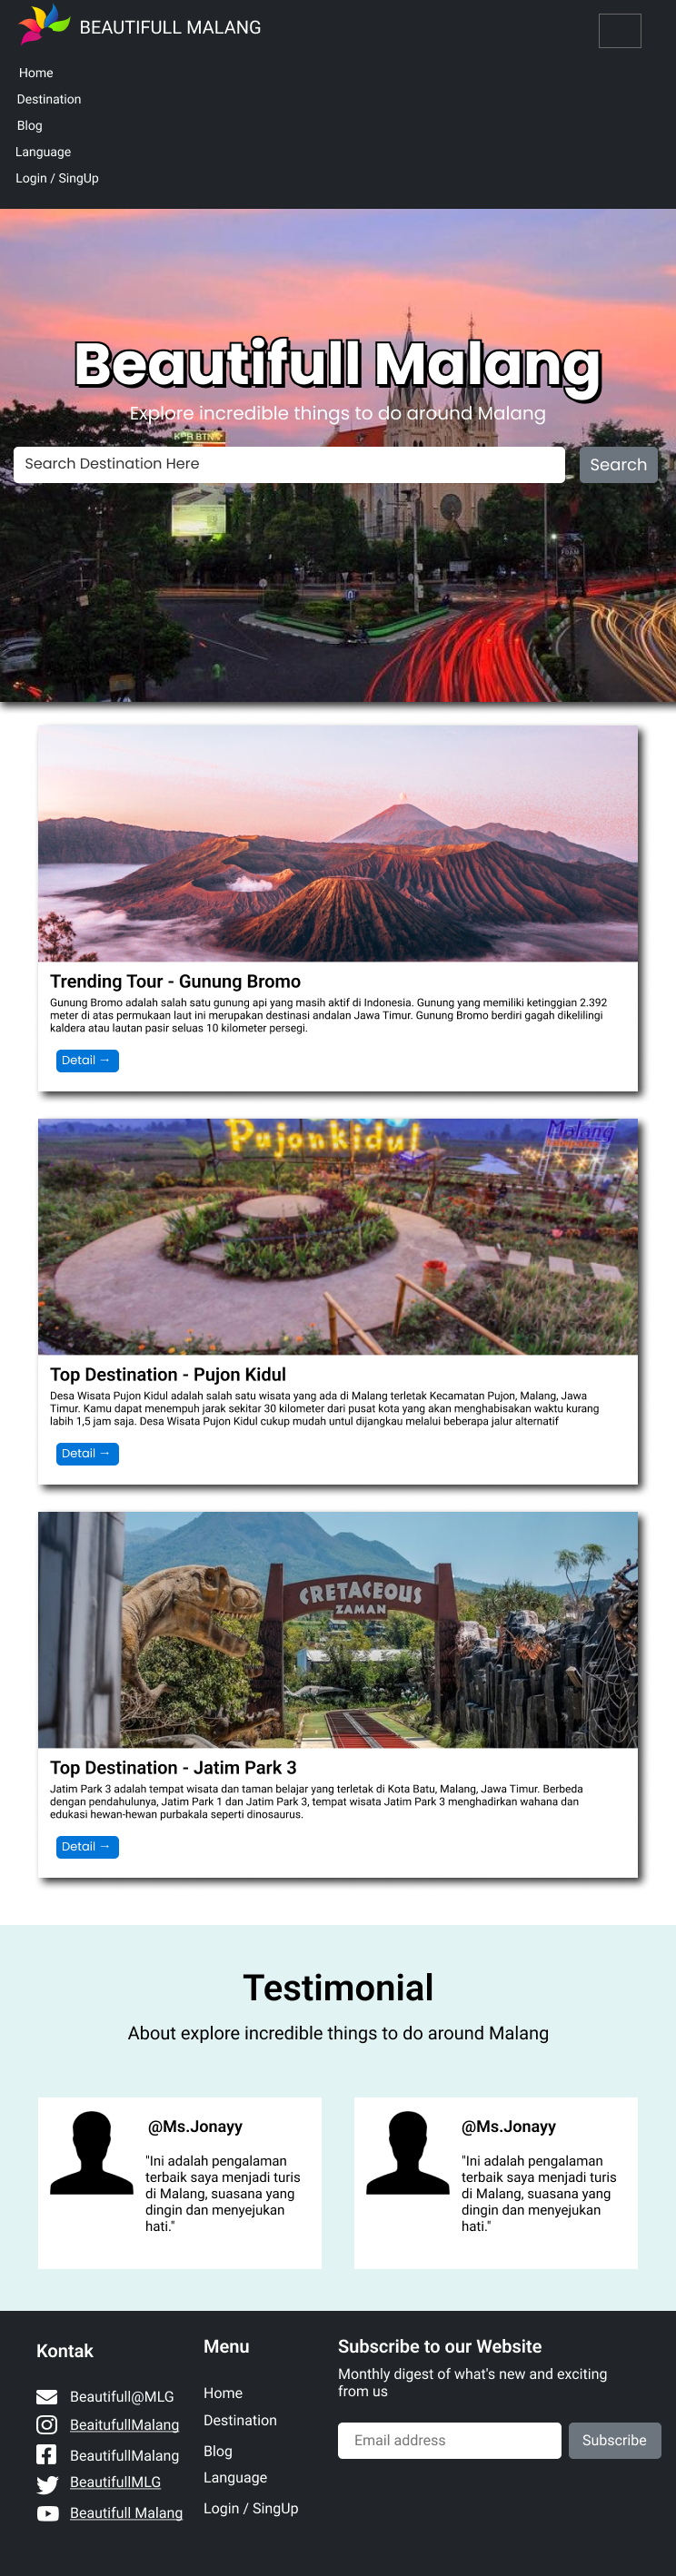 BEAUTIFULL MALANG
Home
Destination
Blog
Language
Login / SingUp
Beautifull Malang
Explore incredible things to do around Malang
KPR BTN
Search Destination Here
Search
Pujonkidul
Malang
CRETACEOUS
ZAMAN
Trending Tour - Gunung Bromo
Gunung Bromo adalah salah satu gunung api yang masih aktif di Indonesia. Gunung yang memiliki ketinggian 2.392
meter di atas permukaan laut ini merupakan destinasi andalan Jawa Timur. Gunung Bromo berdiri gagah dikelilingi
kaldera atau lautan pasir seluas 10 kilometer persegi.
Detail →
Top Destination - Pujon Kidul
Desa Wisata Pujon Kidul adalah salah satu wisata yang ada di Malang terletak Kecamatan Pujon, Malang, Jawa
Timur. Kamu dapat menempuh jarak sekitar 30 kilometer dari pusat kota yang akan menghabisakan waktu kurang
labih 1,5 jam saja. Desa Wisata Pujon Kidul cukup mudah untul dijangkau melalui beberapa jalur alternatif
Detail →
Top Destination - Jatim Park 3
Jatim Park 3 adalah tempat wisata dan taman belajar yang terletak di Kota Batu, Malang, Jawa Timur. Berbeda
dengan pendahulunya, Jatim Park 1 dan Jatim Park 3, tempat wisata Jatim Park 3 menghadirkan wahana dan
edukasi hewan-hewan purbakala seperti dinosaurus.
Detail →
Testimonial
About explore incredible things to do around Malang
@Ms.Jonayy
"Ini adalah pengalaman
terbaik saya menjadi turis
di Malang, suasana yang
dingin dan menyejukan
hati."
@Ms.Jonayy
"Ini adalah pengalaman
terbaik saya menjadi turis
di Malang, suasana yang
dingin dan menyejukan
hati."
Kontak
Beautifull@MLG
BeaitufullMalang
BeautifullMalang
BeautifullMLG
Beautifull Malang
Menu
Home
Destination
Blog
Language
Login / SingUp
Subscribe to our Website
Monthly digest of what's new and exciting
from us
Email address
Subscribe